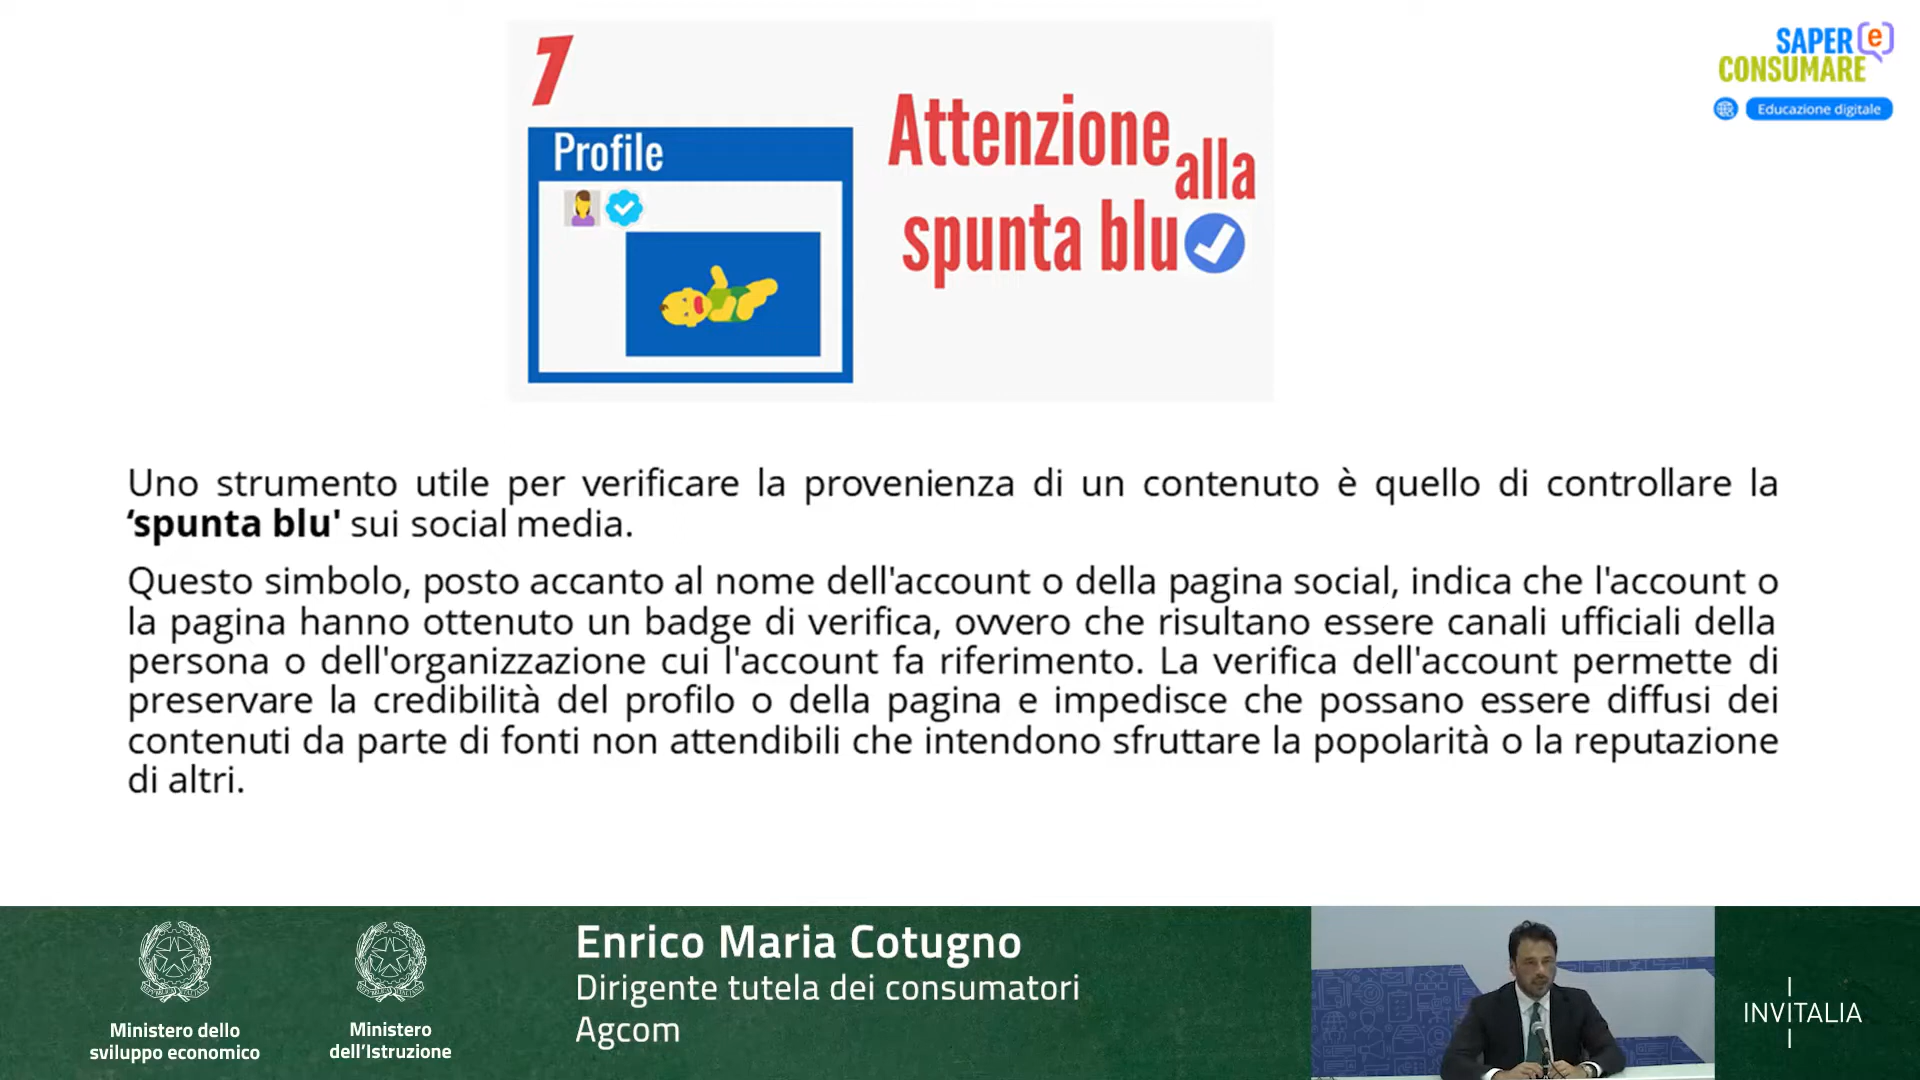 7
Profile
Attenzione
alla
spunta blu
SAPER e
CONSUMARE
Educazione digitale
Uno strumento utile per verificare la provenienza di un contenuto è quello di controllare la
‘spunta blu' sui social media.
Questo simbolo, posto accanto al nome dell'account o della pagina social, indica che l'account o
la pagina hanno ottenuto un badge di verifica, ovvero che risultano essere canali ufficiali della
persona o dell'organizzazione cui l'account fa riferimento. La verifica dell'account permette di
preservare la credibilità del profilo o della pagina e impedisce che possano essere diffusi dei
contenuti da parte di fonti non attendibili che intendono sfruttare la popolarità o la reputazione
di altri.
Ministero dello
sviluppo economico
Ministero
dell'Istruzione
Enrico Maria Cotugno
Dirigente tutela dei consumatori
Agcom
INVITALIA